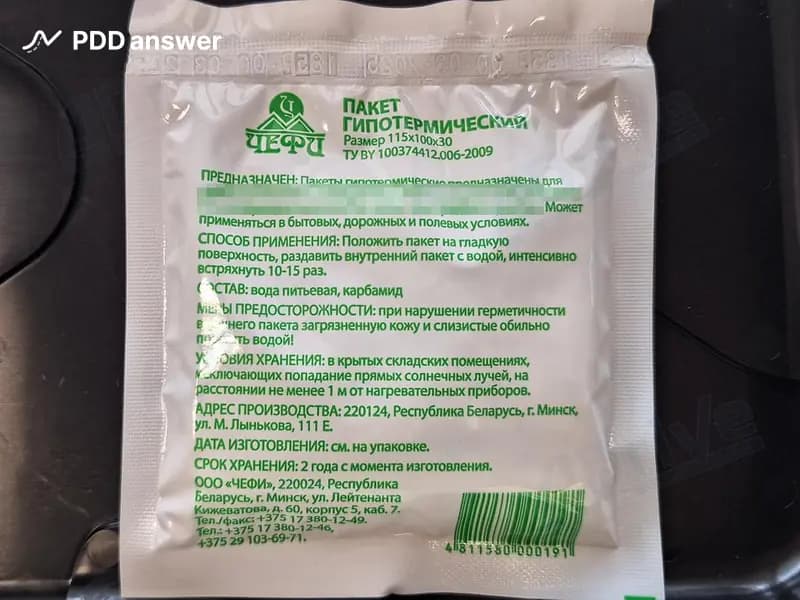 PDD answer
ЧЕФИ
ПАКЕТ
ГИПОТЕРМИЧЕСКИЙ
Размер 115х100х30
ТУ BY 100374412.006-2009
ПРЕДНАЗНАЧЕН: Пакеты гипотермические предназначены для
Может
применяться в бытовых, дорожных и полевых условиях.
СПОСОБ ПРИМЕНЕНИЯ: Положить пакет на гладкую
поверхность, раздавить внутренний пакет с водой, интенсивно
встряхнуть 10-15 раз.
СОСТАВ: вода питьевая, карбамид
МЕРЫ ПРЕДОСТОРОЖНОСТИ: при нарушении герметичности
внешнего пакета загрязненную кожу и слизистые обильно
промыть водой!
УСЛОВИЯ ХРАНЕНИЯ: в крытых складских помещениях,
исключающих попадание прямых солнечных лучей, на
расстоянии не менее 1 м от нагревательных приборов.
АДРЕС ПРОИЗВОДСТВА: 220124, Республика Беларусь, г. Минск,
ул. М. Лынькова, 111 Е.
ДАТА ИЗГОТОВЛЕНИЯ: см. на упаковке.
СРОК ХРАНЕНИЯ: 2 года с момента изготовления.
ООО «ЧЕФИ», 220024, Республика
Беларусь, г. Минск, ул. Лейтенанта
Кижеватова, д. 60, корпус 5, каб. 7.
Тел./факс: +375 17 380-12-49.
Тел.: +375 17 380-12-46,
+375 29 103-69-71.
4 811580 000191